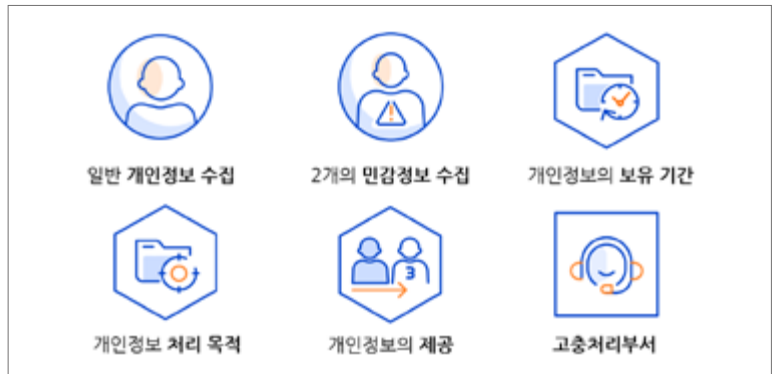 일반 개인정보 수집
2개의 민감정보 수집
개인정보의 보유 기간
개인정보 처리 목적
3
개인정보의 제공
고충처리부서